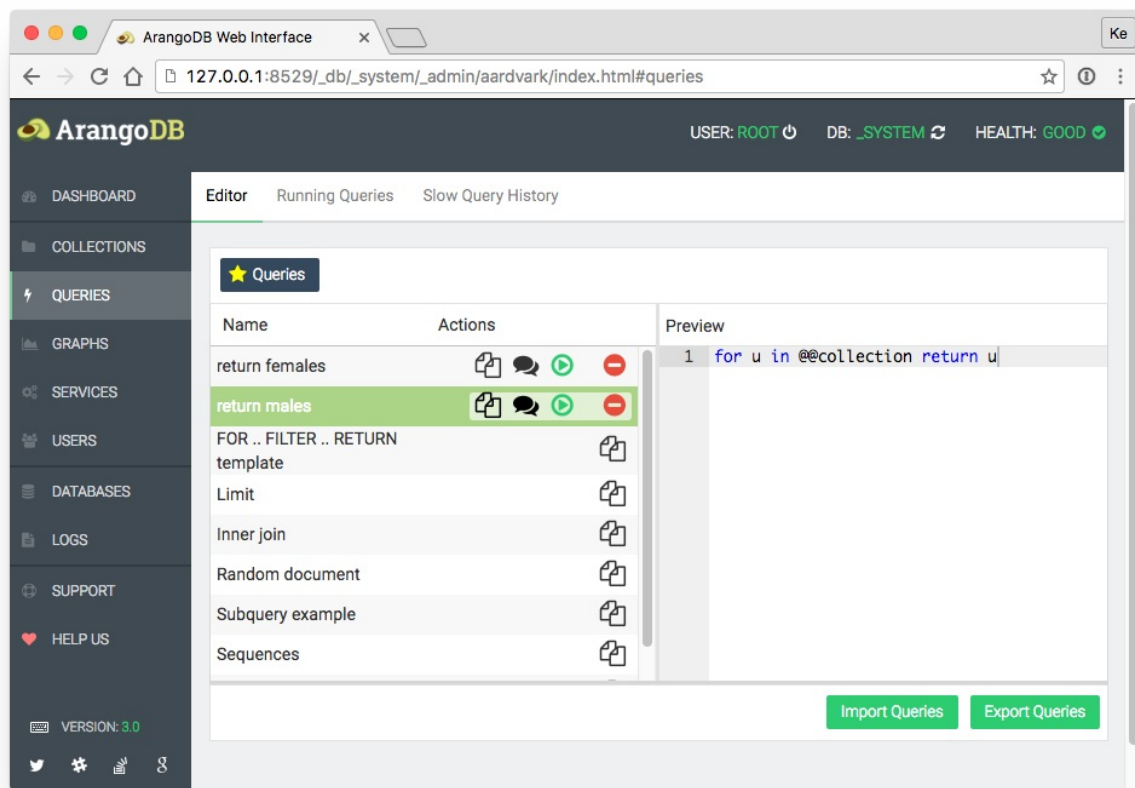 ArangoDB Web Interface
Ke
127.0.0.1:8529/_db/_system/_admin/aardvark/index.html#queries
ArangoDB
USER: ROOT DB: _SYSTEM HEALTH: GOOD
DASHBOARD
COLLECTIONS
QUERIES
GRAPHS
SERVICES
USERS
DATABASES
LOGS
SUPPORT
HELP US
VERSION: 3.0
Editor Running Queries Slow Query History
Queries
Name Actions
return females
return males
FOR .. FILTER .. RETURN
template
Limit
Inner join
Random document
Subquery example
Sequences
Preview
1 for u in @@collection return u
Import Queries Export Queries